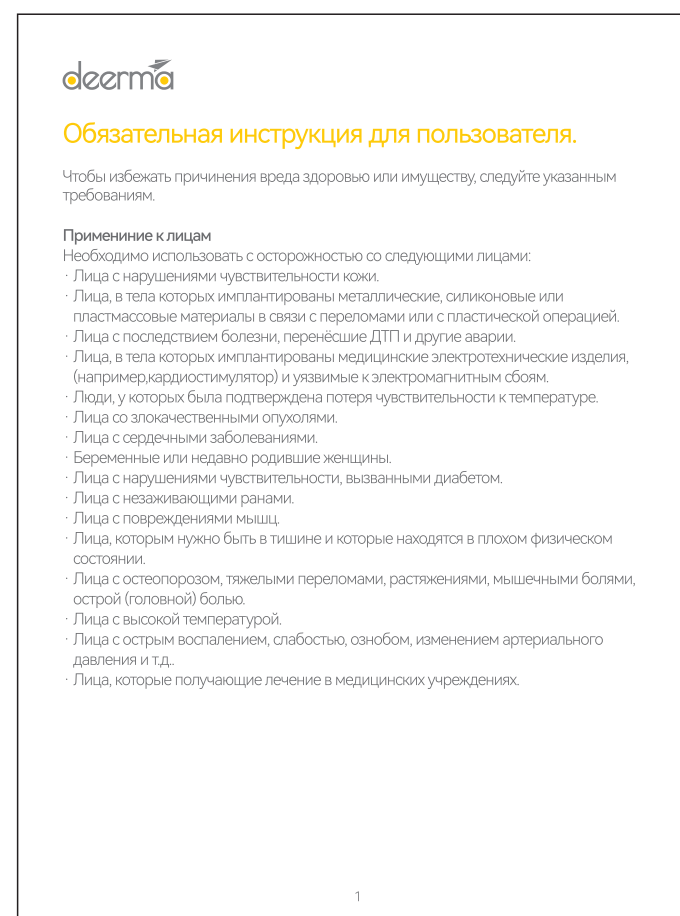 deerma
Обязательная инструкция для пользователя.
Чтобы избежать причинения вреда здоровью или имуществу, следуйте указанным
требованиям.
Примениние к лицам
Необходимо использовать с осторожностью со следующими лицами:
· Лица с нарушениями чувствительности кожи.
· Лица, в тела которых имплантированы металлические, силиконовые или
пластмассовые материалы в связи с переломами или с пластической операцией.
· Лица с последствием болезни, перенёсшие ДТП и другие аварии.
· Лица, в тела которых имплантированы медицинские электротехнические изделия,
(например,кардиостимулятор) и уязвимые к электромагнитным сбоям.
· Люди, у которых была подтверждена потеря чувствительности к температуре.
· Лица со злокачественными опухолями.
· Лица с сердечными заболеваниями.
· Беременные или недавно родившие женщины.
· Лица с нарушениями чувствительности, вызванными диабетом.
· Лица с незаживающими ранами.
· Лица с повреждениями мышц.
· Лица, которым нужно быть в тишине и которые находятся в плохом физическом
состоянии.
· Лица с остеопорозом, тяжелыми переломами, растяжениями, мышечными болями,
острой (головной) болью.
· Лица с высокой температурой.
· Лица с острым воспалением, слабостью, ознобом, изменением артериального
давления и т.д..
· Лица, которые получающие лечение в медицинских учреждениях.
1